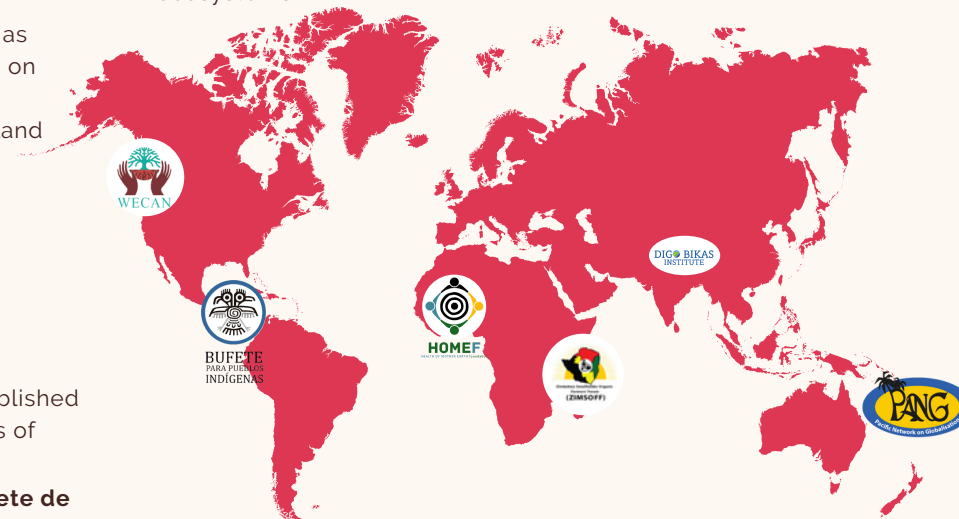 as
on
and
WECAN
DIGO BIKAS
INSTITUTE
HOMEF
BUFETE
PARA PUEBLOS
INDÍGENAS
(ZIMSOFF)
PANG
Pacific Network on Globalisation
blished
s of
ete de